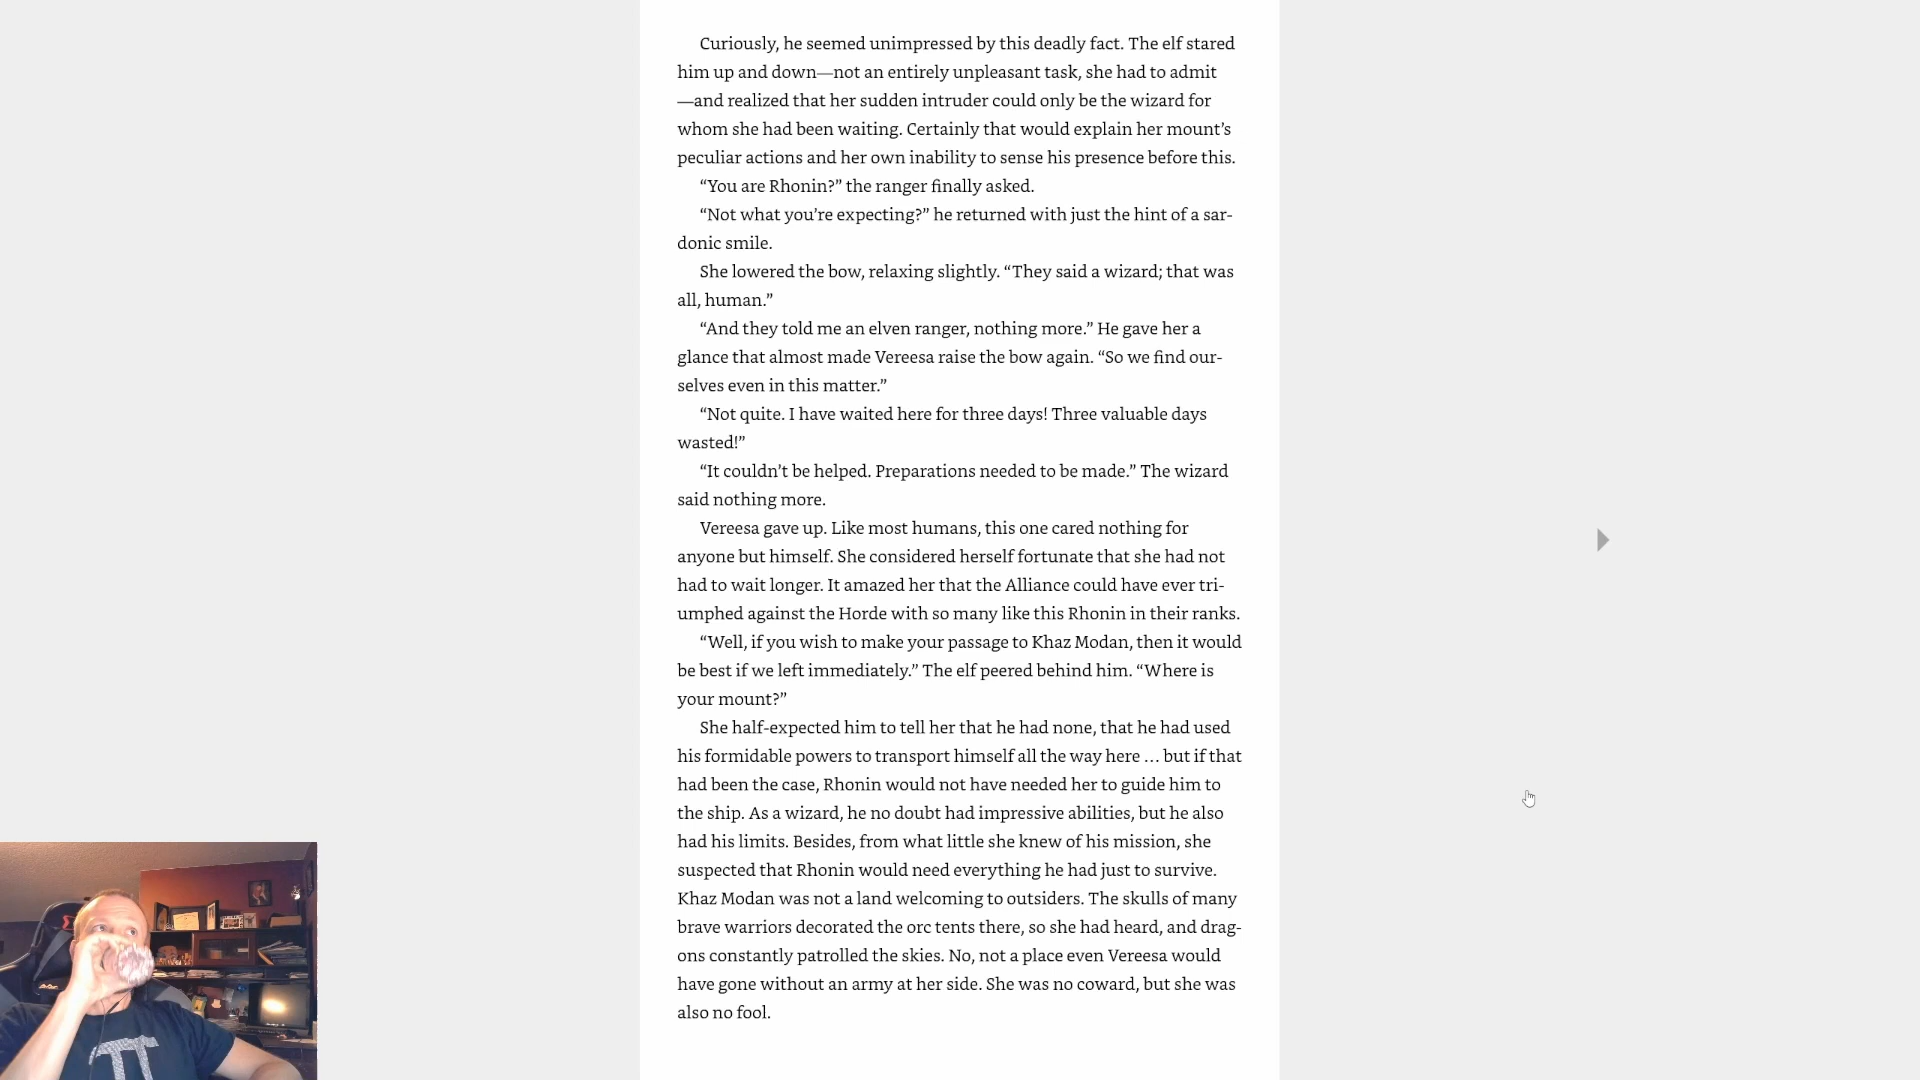 Curiously, he seemed unimpressed by this deadly fact. The elf stared
him up and down—not an entirely unpleasant task, she had to admit
—and realized that her sudden intruder could only be the wizard for
whom she had been waiting. Certainly that would explain her mount’s
peculiar actions and her own inability to sense his presence before this.
“You are Rhonin?” the ranger finally asked.
“Not what you’re expecting?” he returned with just the hint of a sar-
donic smile.
She lowered the bow, relaxing slightly. “They said a wizard; that was
all, human.”
“And they told me an elven ranger, nothing more.” He gave her a
glance that almost made Vereesa raise the bow again. “So we find our-
selves even in this matter.”
“Not quite. I have waited here for three days! Three valuable days
wasted!”
“It couldn’t be helped. Preparations needed to be made.” The wizard
said nothing more.
Vereesa gave up. Like most humans, this one cared nothing for
anyone but himself. She considered herself fortunate that she had not
had to wait longer. It amazed her that the Alliance could have ever tri-
umphed against the Horde with so many like this Rhonin in their ranks.
“Well, if you wish to make your passage to Khaz Modan, then it would
be best if we left immediately.” The elf peered behind him. “Where is
your mount?”
She half-expected him to tell her that he had none, that he had used
his formidable powers to transport himself all the way here … but if that
had been the case, Rhonin would not have needed her to guide him to
the ship. As a wizard, he no doubt had impressive abilities, but he also
had his limits. Besides, from what little she knew of his mission, she
suspected that Rhonin would need everything he had just to survive.
Khaz Modan was not a land welcoming to outsiders. The skulls of many
brave warriors decorated the orc tents there, so she had heard, and drag-
ons constantly patrolled the skies. No, not a place even Vereesa would
have gone without an army at her side. She was no coward, but she was
also no fool.